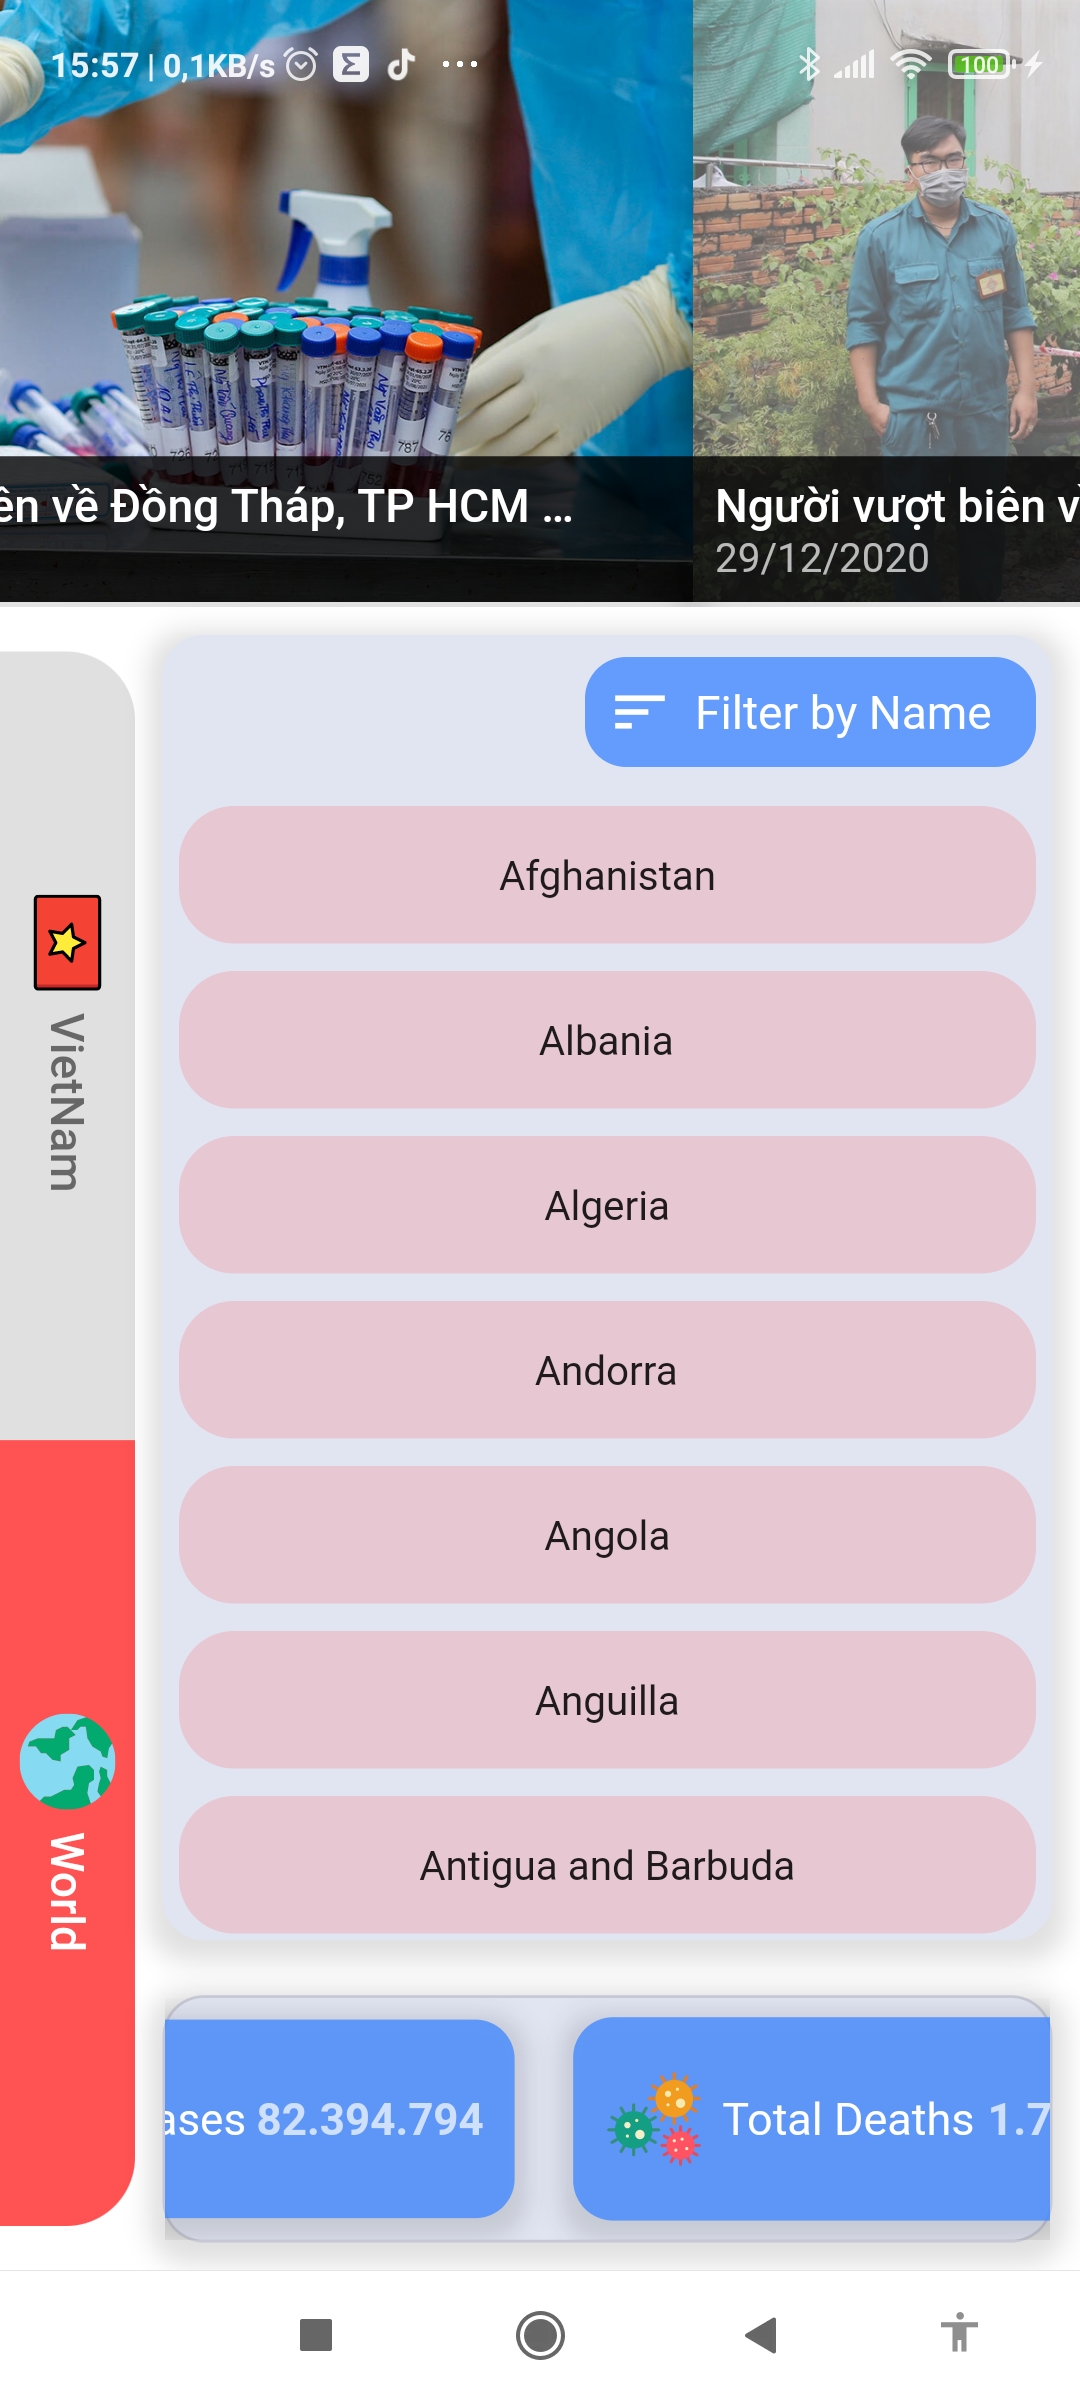 15:57 | 0,1KB/s
100
ên về Đồng Tháp, TP HCM ...
Người vượt biên v
29/12/2020
Filter by Name
Afghanistan
Albania
Algeria
Andorra
Angola
Anguilla
Antigua and Barbuda
VietNam
World
ases 82.394.794
Total Deaths 1.7